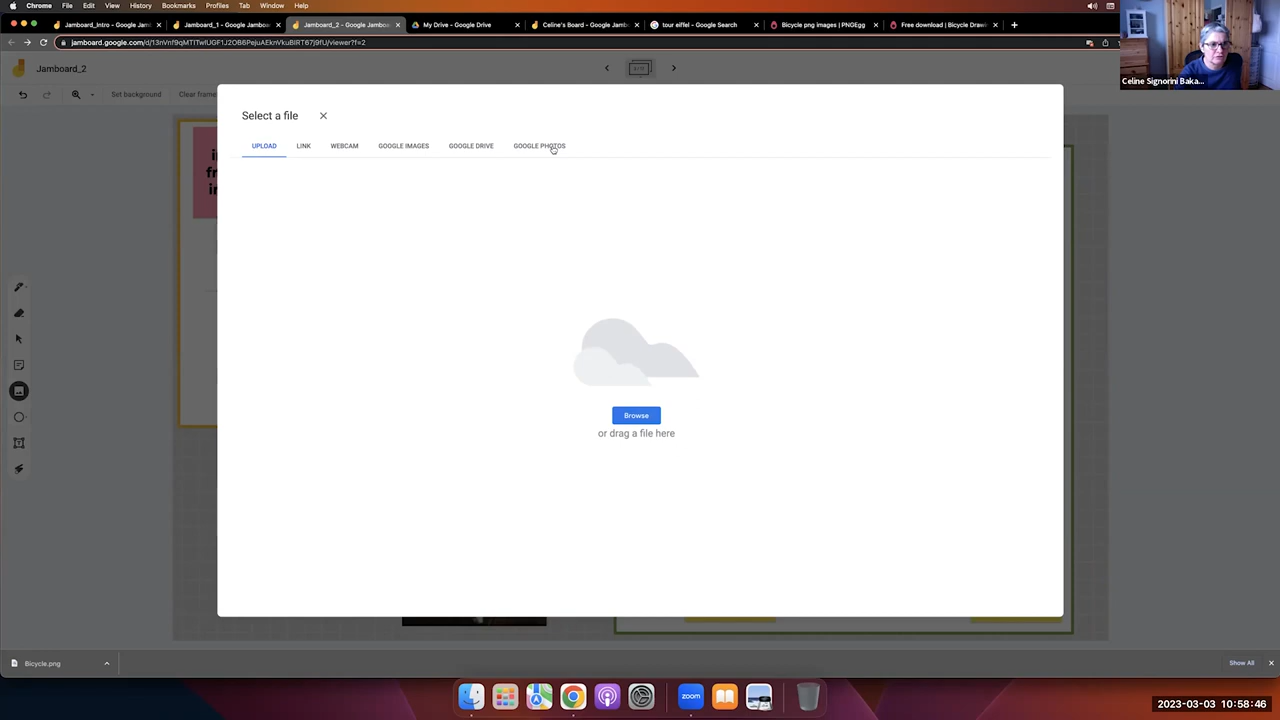 Chrome File Edit View History Bookmarks Profiles Tab Window Help
Jamboard_Intro - Google Jam
Jamboard_1 - Google Jamboar
Jamboard_2 - Google Jamboa
My Drive - Google Drive
Celine's Board - Google Jamb
tour eiffel - Google Search
Bicycle png images | PNGEgg
Free download | Bicycle Drawi
Jamboard_2
Set background
Clear frame
Select a file
UPLOAD LINK WEBCAM GOOGLE IMAGES GOOGLE DRIVE GOOGLE PHOTOS
Browse
or drag a file here
Bicycle.png
Show All
zoom
Celine Signorini Baka...
2023-03-03 10:58:46